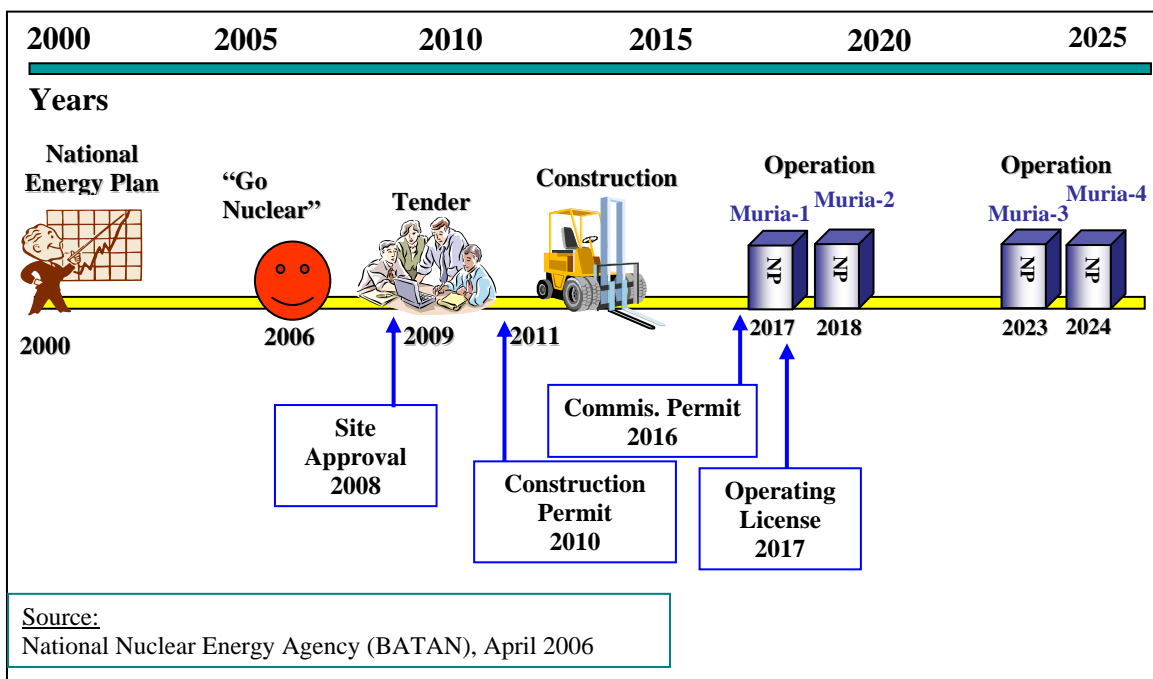 2000 2005 2010 2015 2020 2025
Years
National
Energy Plan
“Go
Nuclear”
Tender
Construction
Operation
Muria-1
Muria-2
Operation
Muria-3
Muria-4
NP
NP
NP
NP
2000
2006
2009
2011
2017
2018
2023
2024
Site
Approval
2008
Construction
Permit
2010
Commis. Permit
2016
Operating
License
2017
Source:
National Nuclear Energy Agency (BATAN), April 2006